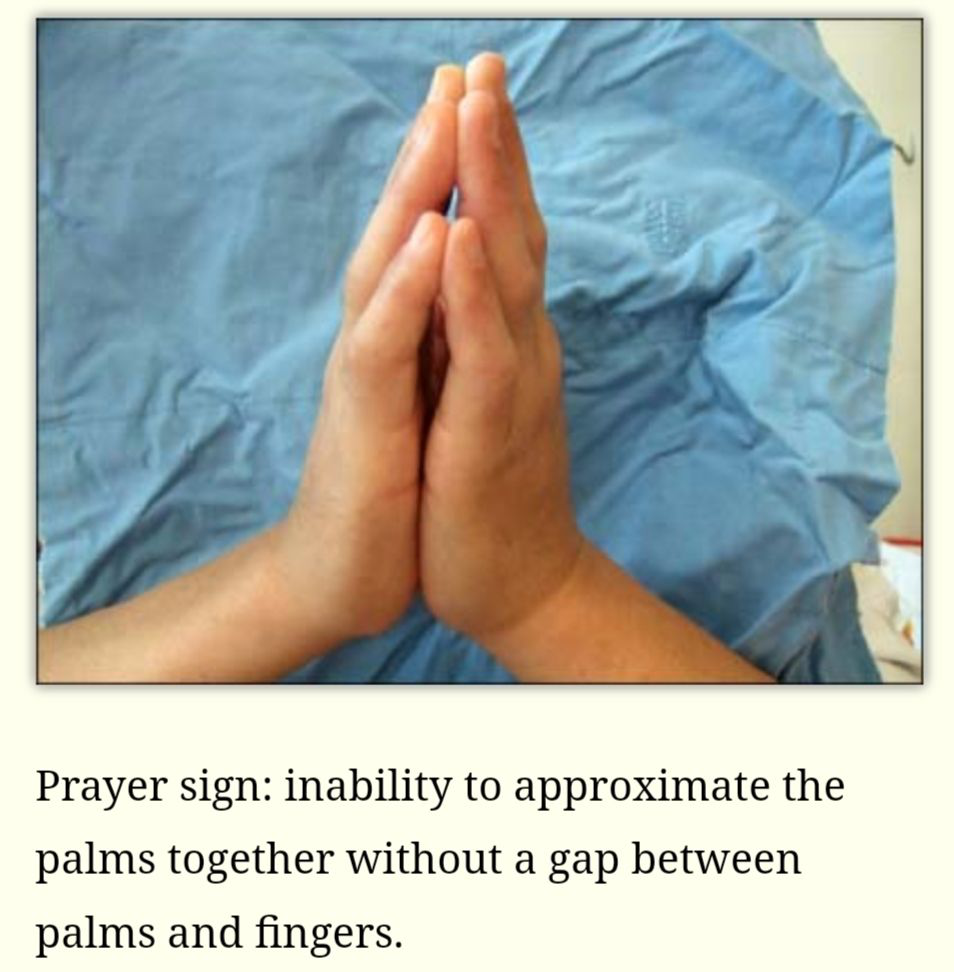 Prayer sign: inability to approximate the
palms together without a gap between
palms and fingers.